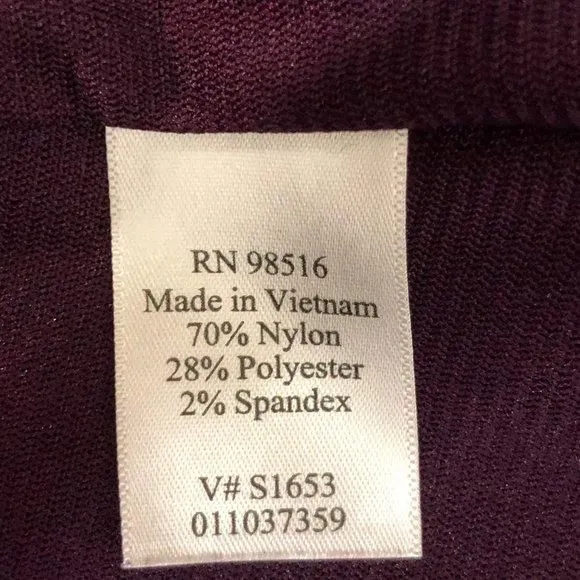 RN 98516
Made in Vietnam
70% Nylon
28% Polyester
2% Spandex
V# S1653
011037359